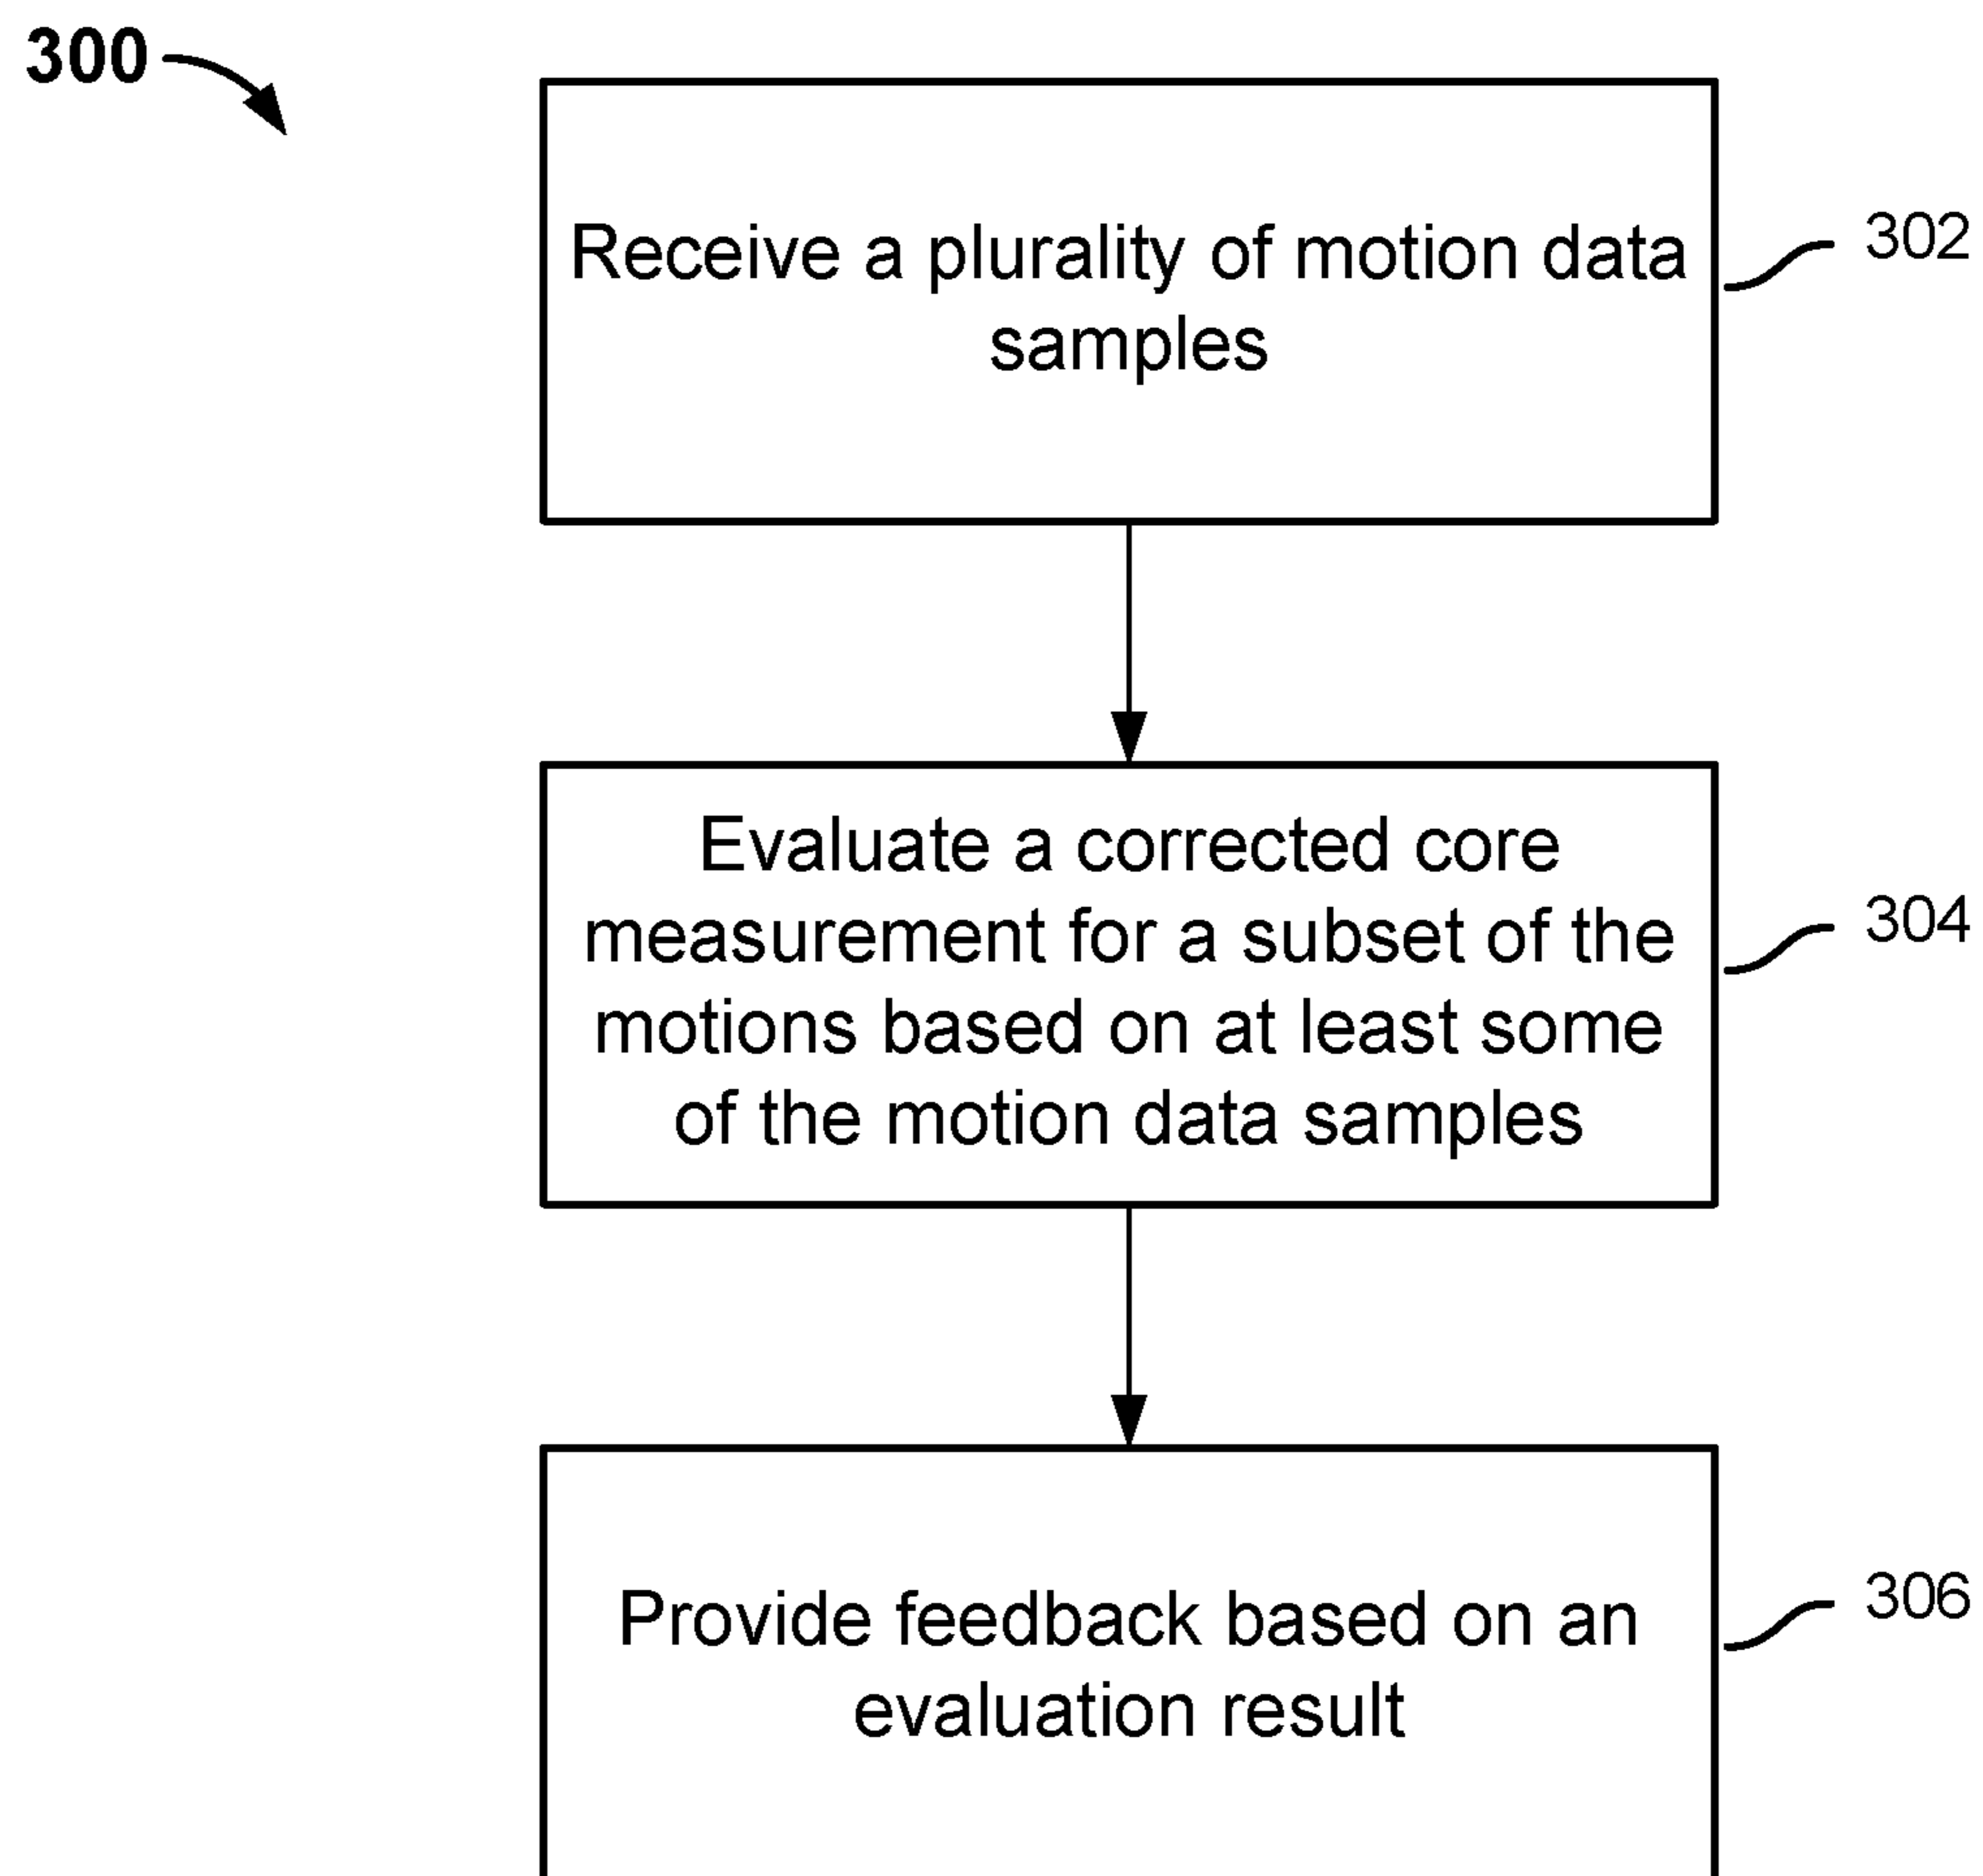 300
Receive a plurality of motion data
samples
302
Evaluate a corrected core
measurement for a subset of the
motions based on at least some
of the motion data samples
304
Provide feedback based on an
evaluation result
306